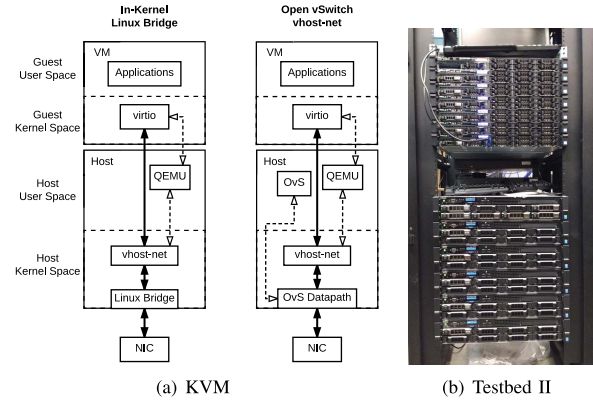 In-Kernel
Linux Bridge
Open vSwitch
vhost-net
Guest
User Space
VM
Applications
VM
Applications
Guest
Kernel Space
virtio
virtio
Host
User Space
Host
QEMU
Host
OvS
QEMU
Host
Kernel Space
vhost-net
vhost-net
Linux Bridge
OvS Datapath
NIC
NIC
(a) KVM
(b) Testbed II